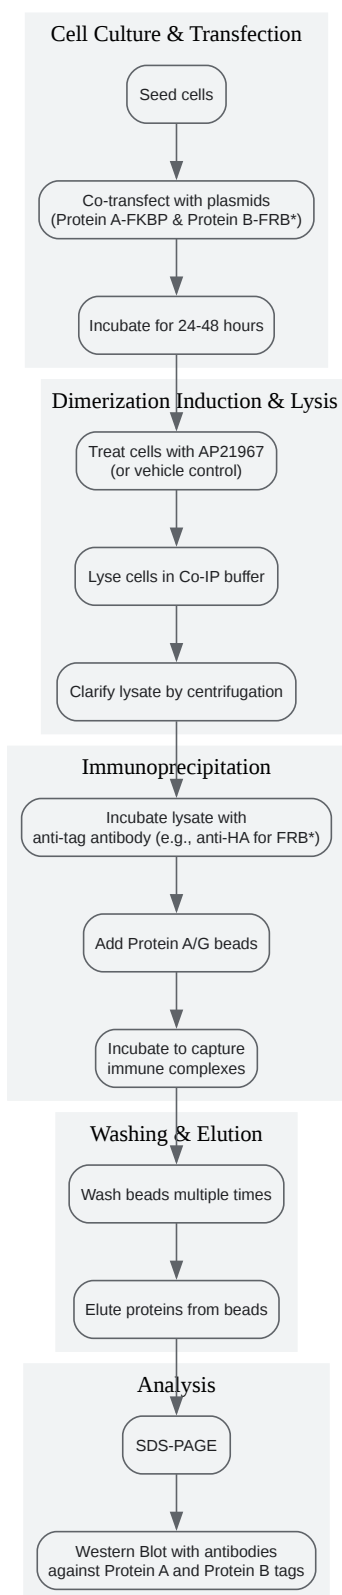 Cell Culture & Transfection
Seed cells
Co-transfect with plasmids
(Protein A-FKBP & Protein B-FRB*)
Incubate for 24-48 hours
Dimerization Induction & Lysis
Treat cells with AP21967
(or vehicle control)
Lyse cells in Co-IP buffer
Clarify lysate by centrifugation
Immunoprecipitation
Incubate lysate with
anti-tag antibody (e.g., anti-HA for FRB*)
Add Protein A/G beads
Incubate to capture
immune complexes
Washing & Elution
Wash beads multiple times
Elute proteins from beads
Analysis
SDS-PAGE
Western Blot with antibodies
against Protein A and Protein B tags